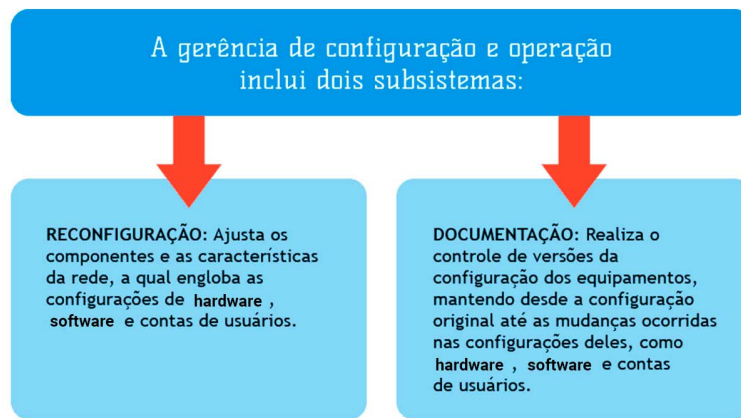 A gerência de configuração e operação
inclui dois subsistemas:
RECONFIGURAÇÃO: Ajusta os
componentes e as características
da rede, a qual engloba as
configurações de hardware ,
software e contas de usuários.
DOCUMENTAÇÃO: Realiza o
controle de versões da
configuração dos equipamentos,
mantendo desde a configuração
original até as mudanças ocorridas
nas configurações deles, como
hardware , software e contas
de usuários.